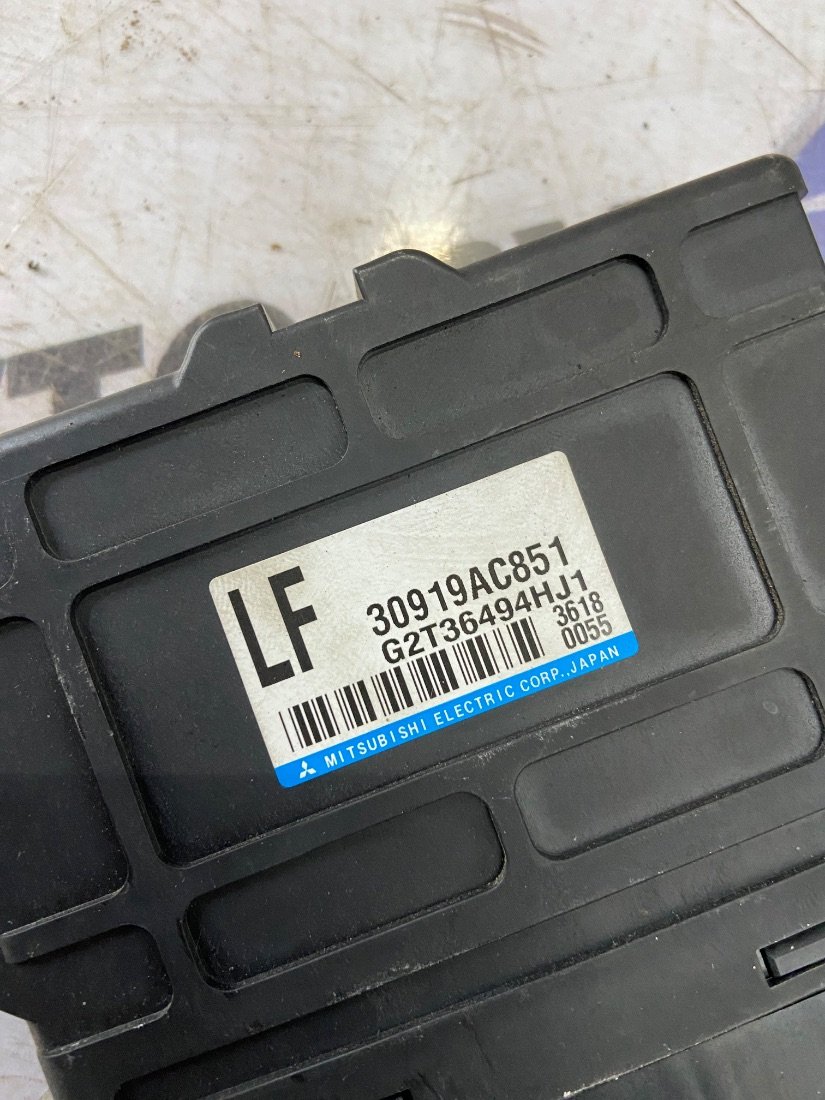 LF
30919AC851
G2T36494HJ1
3618
0055
MITSUBISHI ELECTRIC CORP., JAPAN